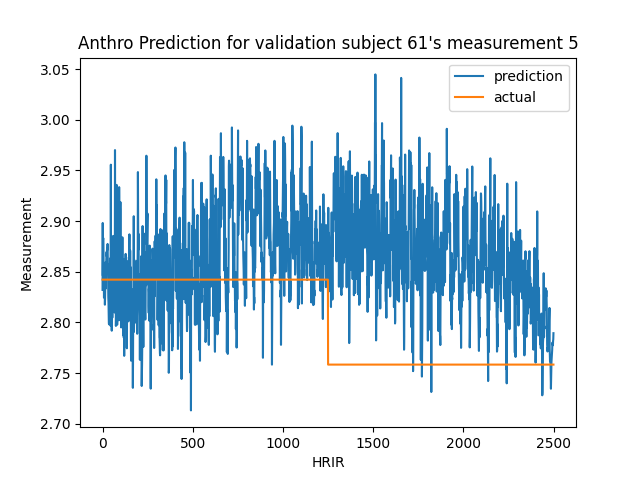 Anthro Prediction for validation subject 61's measurement 5
prediction
actual
Measurement
3.05
3.00
2.95
2.90
2.85
2.80
2.75
2.70
0 500 1000 1500 2000 2500
HRIR